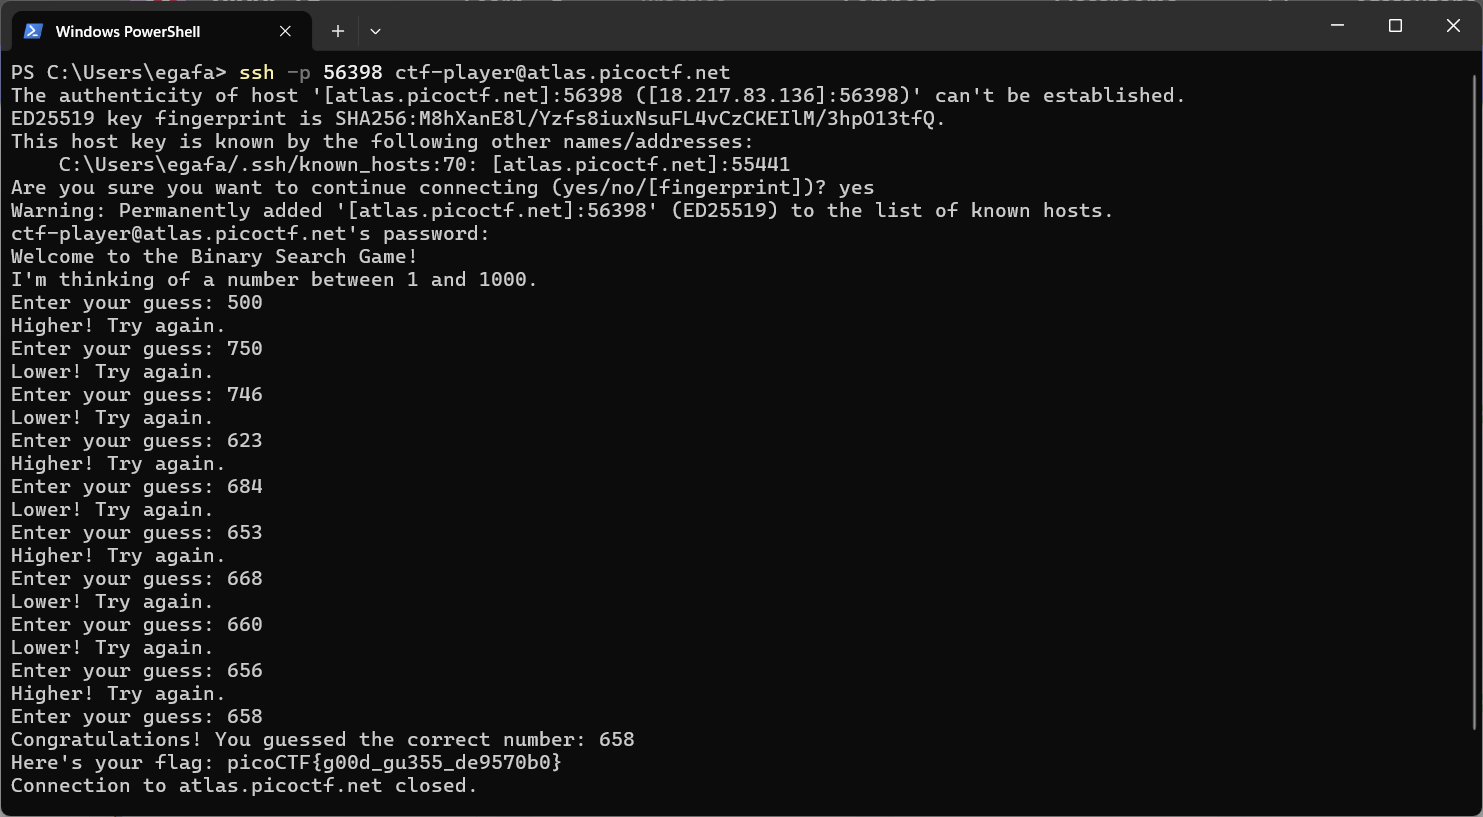 Windows PowerShell
PS C:\Users\egafa> ssh -p 56398 ctf-player@atlas.picoctf.net
The authenticity of host '[atlas.picoctf.net]:56398 ([18.217.83.136]:56398)' can't be established.
ED25519 key fingerprint is SHA256:M8hXanE8l/Yzfs8iuxNsuFL4vCzCKEIlM/3hpO13tfQ.
This host key is known by the following other names/addresses:
    C:\Users\egafa/.ssh/known_hosts:70: [atlas.picoctf.net]:55441
Are you sure you want to continue connecting (yes/no/[fingerprint])? yes
Warning: Permanently added '[atlas.picoctf.net]:56398' (ED25519) to the list of known hosts.
ctf-player@atlas.picoctf.net's password:
Welcome to the Binary Search Game!
I'm thinking of a number between 1 and 1000.
Enter your guess: 500
Higher! Try again.
Enter your guess: 750
Lower! Try again.
Enter your guess: 746
Lower! Try again.
Enter your guess: 623
Higher! Try again.
Enter your guess: 684
Lower! Try again.
Enter your guess: 653
Higher! Try again.
Enter your guess: 668
Lower! Try again.
Enter your guess: 660
Lower! Try again.
Enter your guess: 656
Higher! Try again.
Enter your guess: 658
Congratulations! You guessed the correct number: 658
Here's your flag: picoCTF{g00d_gu355_de9570b0}
Connection to atlas.picoctf.net closed.